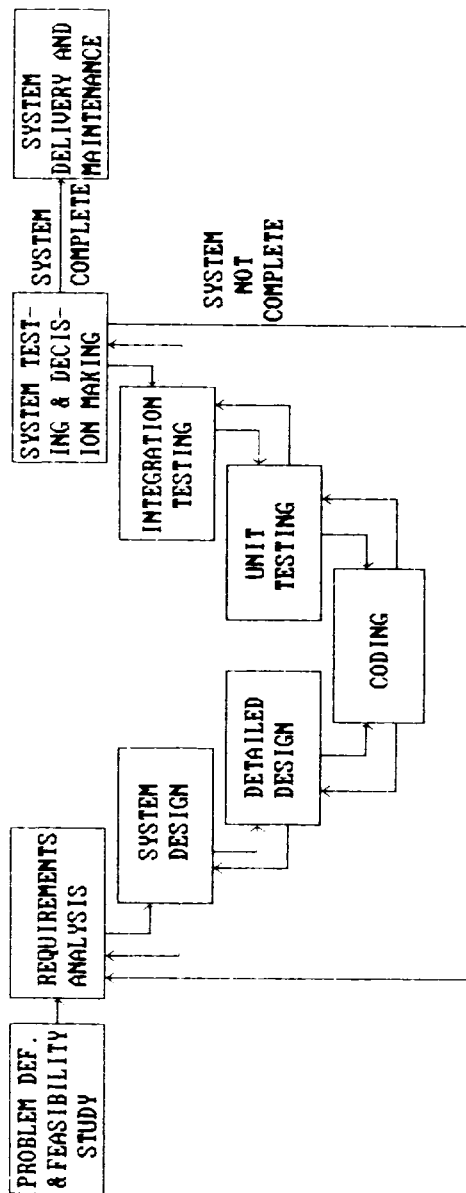 PROBLEM DEF.
& FEASIBILITY
STUDY
REQUIREMENTS
ANALYSIS
SYSTEM
DESIGN
DETAILED
DESIGN
CODING
UNIT
TESTING
INTEGRATION
TESTING
SYSTEM TEST-
ING & DECIS-
ION MAKING
SYSTEM
COMPLETE
SYSTEM
NOT
COMPLETE
SYSTEM
DELIVERY AND
MAINTENANCE